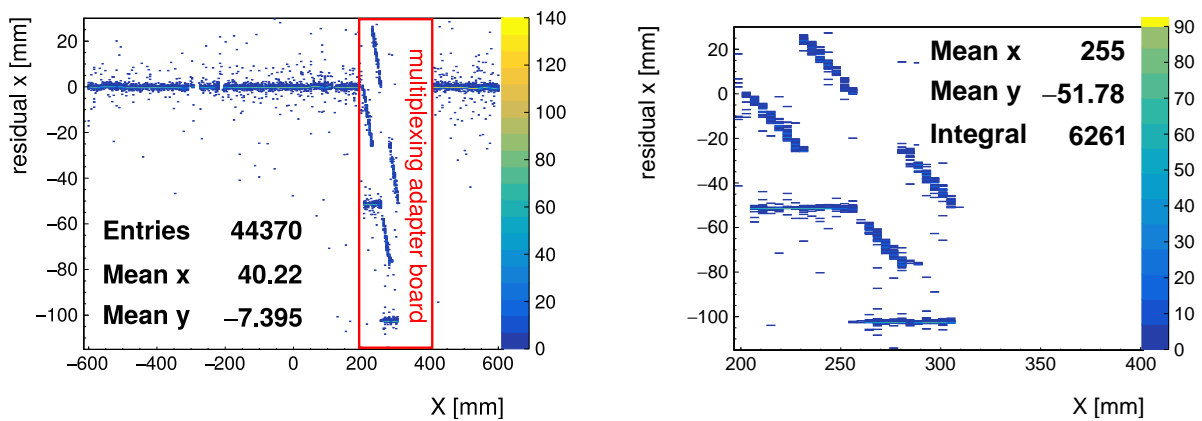 residual x [mm]
20
0
−20
−40
−60
−80
−100
Entries 44370
Mean x 40.22
Mean y −7.395
multiplexing adapter board
−600 −400 −200 0 200 400 600
X [mm]
140
120
100
80
60
40
20
0
residual x [mm]
20
0
−20
−40
−60
−80
−100
Mean x 255
Mean y −51.78
Integral 6261
200 250 300 350 400
X [mm]
90
80
70
60
50
40
30
20
10
0